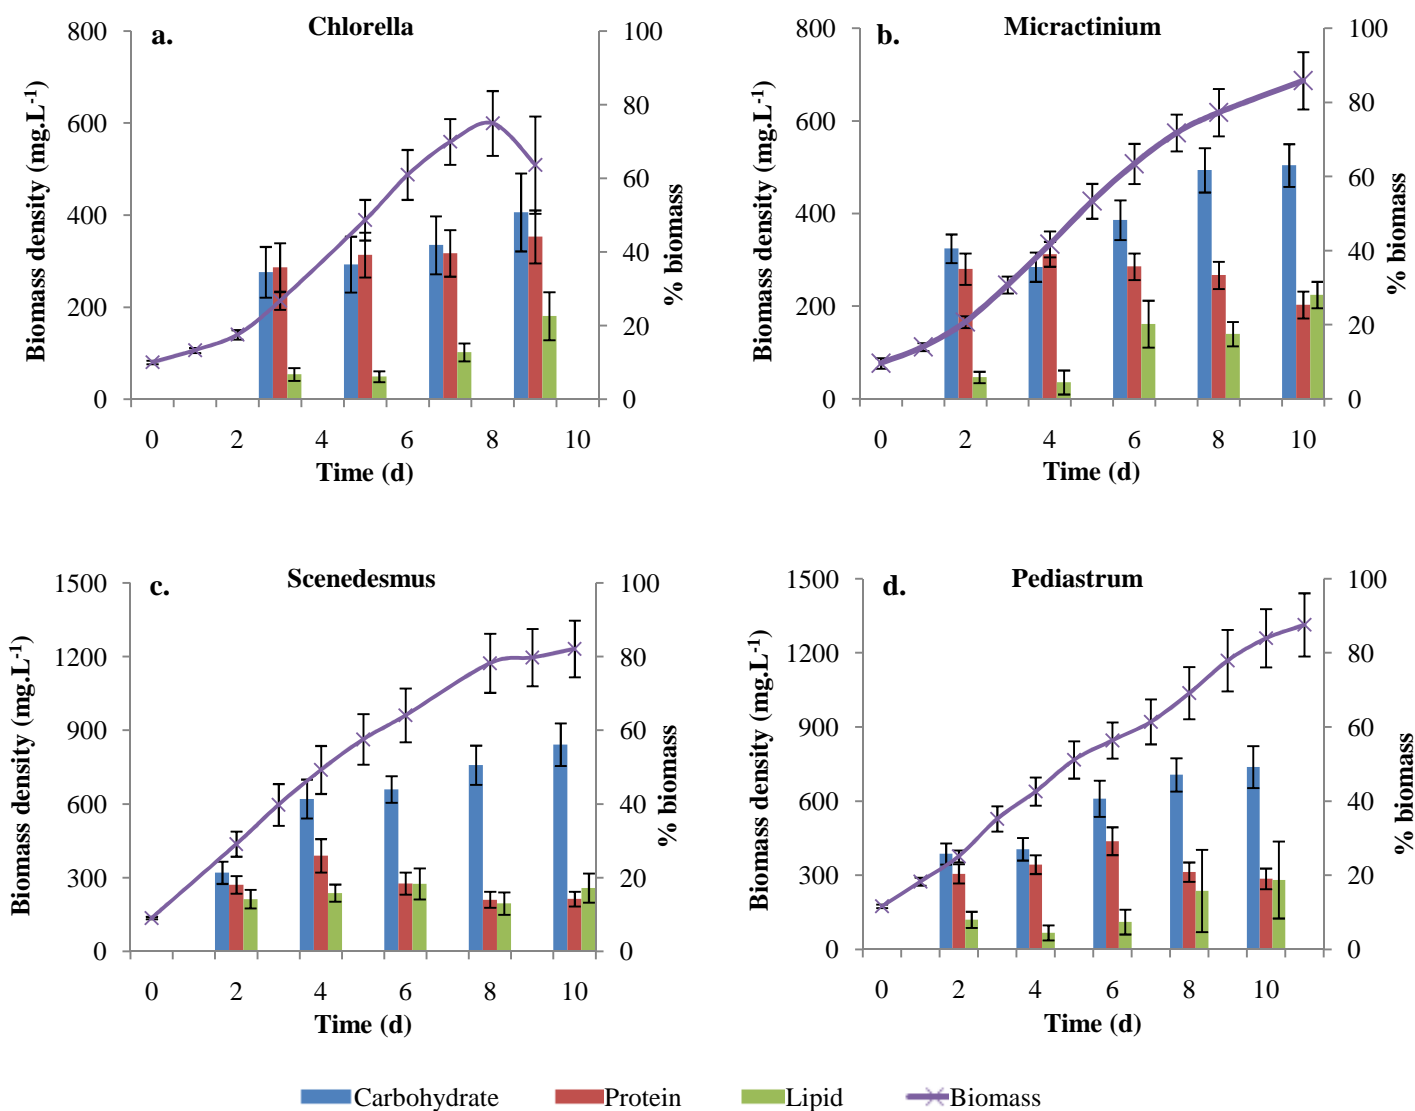 a.
Chlorella
Biomass density (mg.L-1)
800
600
400
200
0
100
80
60
40
20
0
% biomass
0 2 4 6 8 10
Time (d)
b.
Micractinium
Biomass density (mg.L-1)
800
600
400
200
0
100
80
60
40
20
0
% biomass
0 2 4 6 8 10
Time (d)
c.
Scenedesmus
Biomass density (mg.L-1)
1500
1200
900
600
300
0
100
80
60
40
20
0
% biomass
0 2 4 6 8 10
Time (d)
d.
Pediastrum
Biomass density (mg.L-1)
1500
1200
900
600
300
0
100
80
60
40
20
0
% biomass
0 2 4 6 8 10
Time (d)
Carbohydrate Protein Lipid Biomass